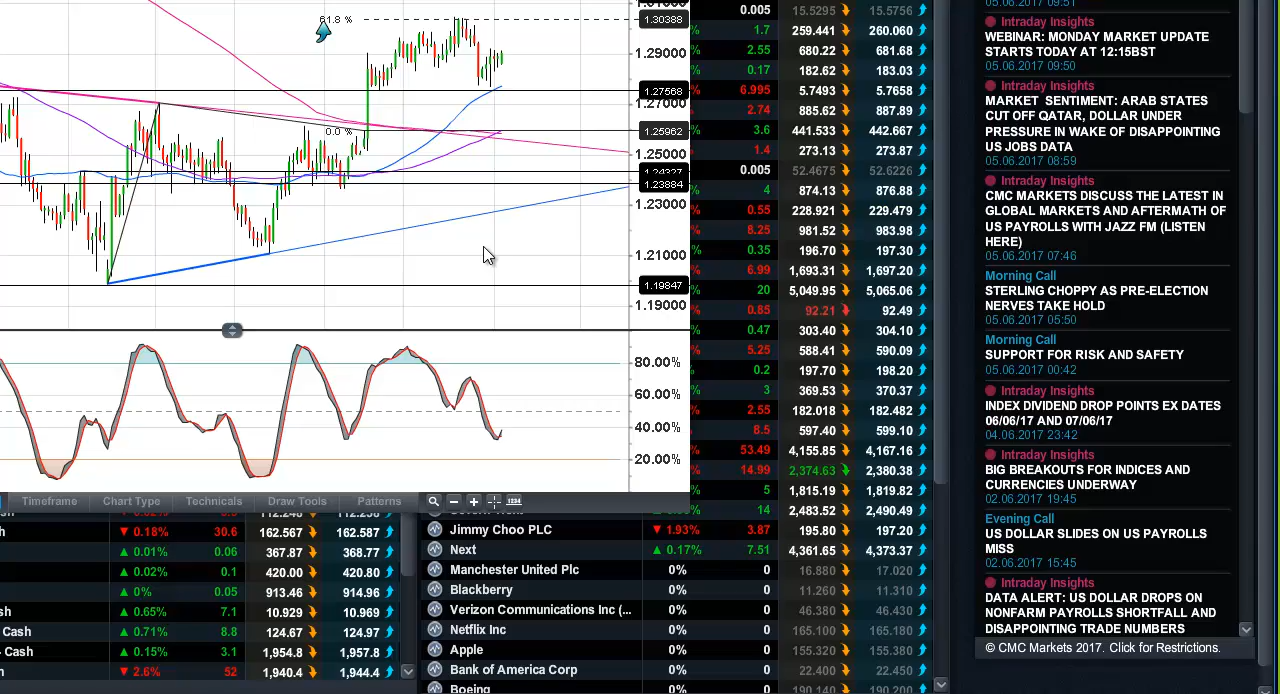 61.8 %
0.0 %
1.30388
1.29000
1.27568
1.27000
1.25962
1.25000
1.23884
1.23000
1.21000
1.19847
1.19000
80.00%
60.00%
40.00%
20.00%
Timeframe Chart Type Technicals Draw Tools Patterns
0.005 15.5295 15.5756
% 1.7 259.441 260.060
% 2.55 680.22 681.68
% 0.17 182.62 183.03
% 6.995 5.7493 5.7658
% 2.74 885.62 887.89
% 3.6 441.533 442.667
% 1.4 273.13 273.87
0.005 52.4675 52.6226
% 4 874.13 876.88
% 0.55 228.921 229.479
% 8.25 981.52 983.98
% 0.35 196.70 197.30
% 6.99 1,693.31 1,697.20
% 20 5,049.95 5,065.06
% 0.85 92.21 92.49
% 0.47 303.40 304.10
% 5.25 588.41 590.09
% 0.2 197.70 198.20
% 3 369.53 370.37
% 2.55 182.018 182.482
% 8.5 597.40 599.10
% 53.49 4,155.85 4,167.16
% 14.99 2,374.63 2,380.38
% 5 1,815.19 1,819.82
14 2,483.52 2,490.49
Jimmy Choo PLC 1.93% 3.87 195.80 197.20
Next 0.17% 7.51 4,361.65 4,373.37
Manchester United Plc 0% 0 16.880 17.020
Blackberry 0% 0 11.260 11.310
Verizon Communications Inc (... 0% 0 46.380 46.430
Netflix Inc 0% 0 165.100 165.180
Apple 0% 0 155.320 155.380
Bank of America Corp 0% 0 22.400 22.450
Boeing 0% 0 190.140 190.200
h 0.18% 30.6 162.567 162.587
0.01% 0.06 367.87 368.77
0.02% 0.1 420.00 420.80
0% 0.05 913.46 914.96
sh 0.65% 7.1 10.929 10.969
Cash 0.71% 8.8 124.67 124.97
- Cash 0.15% 3.1 1,954.8 1,957.8
h 2.6% 52 1,940.4 1,944.4
05.06.2017 09:51
Intraday Insights
WEBINAR: MONDAY MARKET UPDATE
STARTS TODAY AT 12:15BST
05.06.2017 09:50
Intraday Insights
MARKET SENTIMENT: ARAB STATES
CUT OFF QATAR, DOLLAR UNDER
PRESSURE IN WAKE OF DISAPPOINTING
US JOBS DATA
05.06.2017 08:59
Intraday Insights
CMC MARKETS DISCUSS THE LATEST IN
GLOBAL MARKETS AND AFTERMATH OF
US PAYROLLS WITH JAZZ FM (LISTEN
HERE)
05.06.2017 07:46
Morning Call
STERLING CHOPPY AS PRE-ELECTION
NERVES TAKE HOLD
05.06.2017 05:50
Morning Call
SUPPORT FOR RISK AND SAFETY
05.06.2017 00:42
Intraday Insights
INDEX DIVIDEND DROP POINTS EX DATES
06/06/17 AND 07/06/17
04.06.2017 23:42
Intraday Insights
BIG BREAKOUTS FOR INDICES AND
CURRENCIES UNDERWAY
02.06.2017 19:45
Evening Call
US DOLLAR SLIDES ON US PAYROLLS
MISS
02.06.2017 15:45
Intraday Insights
DATA ALERT: US DOLLAR DROPS ON
NONFARM PAYROLLS SHORTFALL AND
DISAPPOINTING TRADE NUMBERS
© CMC Markets 2017. Click for Restrictions.